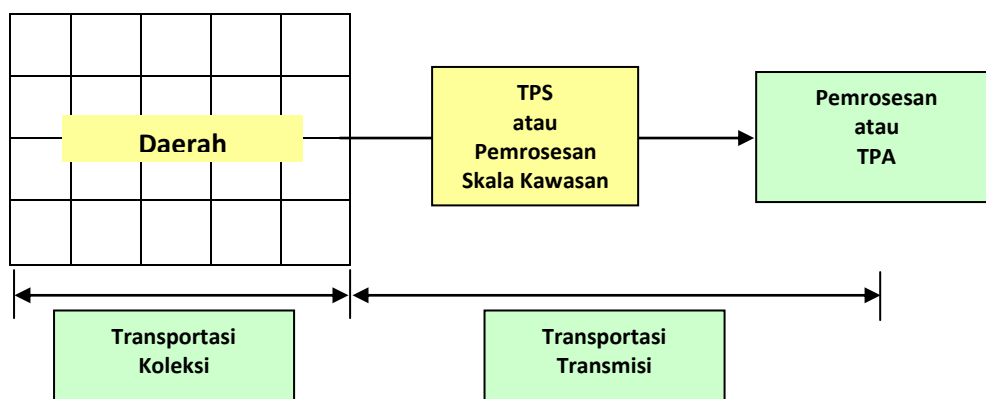 Daerah
TPS
atau
Pemrosesan
Skala Kawasan
Pemrosesan
atau
TPA
Transportasi
Koleksi
Transportasi
Transmisi